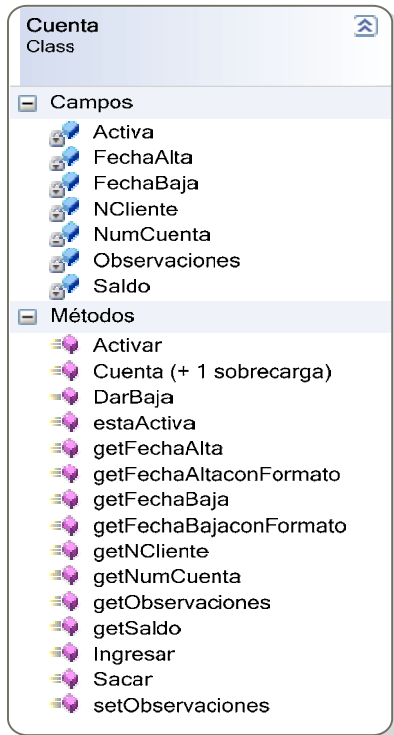 Cuenta
Class
Campos
Activa
FechaAlta
FechaBaja
NCliente
NumCuenta
Observaciones
Saldo
Métodos
Activar
Cuenta (+ 1 sobrecarga)
DarBaja
estaActiva
getFechaAlta
getFechaAltaconFormato
getFechaBaja
getFechaBajaconFormato
getNCliente
getNumCuenta
getObservaciones
getSaldo
Ingresar
Sacar
setObservaciones